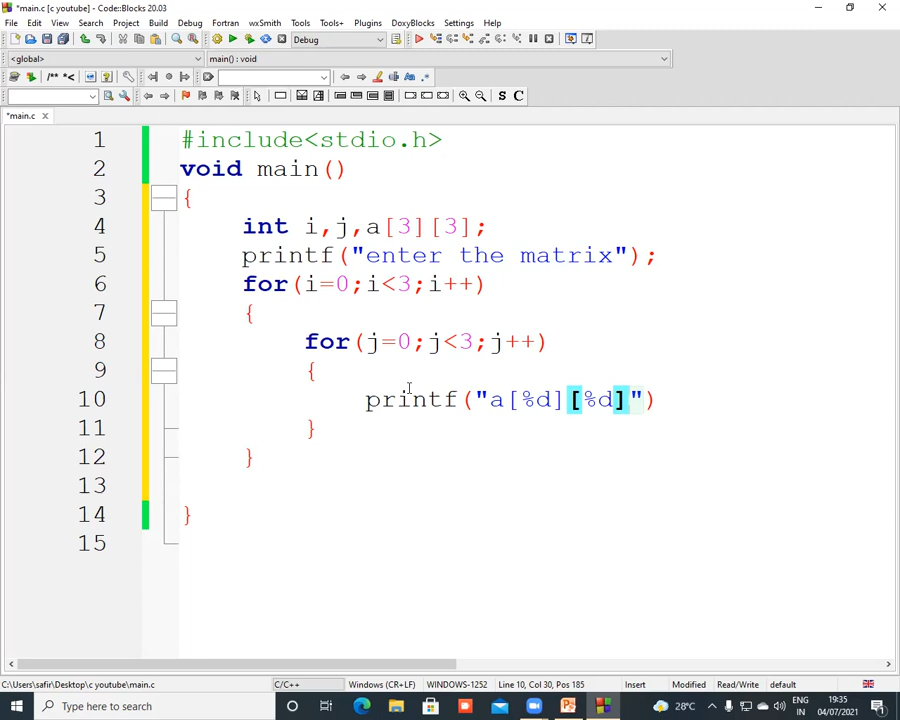 *main.c [c youtube] - Code::Blocks 20.03
File Edit View Search Project Build Debug Fortran wxSmith Tools Tools+ Plugins DoxyBlocks Settings Help
Debug
<global> main() : void
/** *<
S C
*main.c
1 #include<stdio.h>
2 void main()
3 {
4 int i,j,a[3][3];
5 printf("enter the matrix");
6 for(i=0;i<3;i++)
7 {
8 for(j=0;j<3;j++)
9 {
10 printf("a[%d][%d]")
11 }
12 }
13
14 }
15
C:\Users\safir\Desktop\c youtube\main.c C/C++ Windows (CR+LF) WINDOWS-1252 Line 10, Col 30, Pos 185 Insert Modified Read/Write default
Type here to search 28°C ENG IN 19:35 04/07/2021